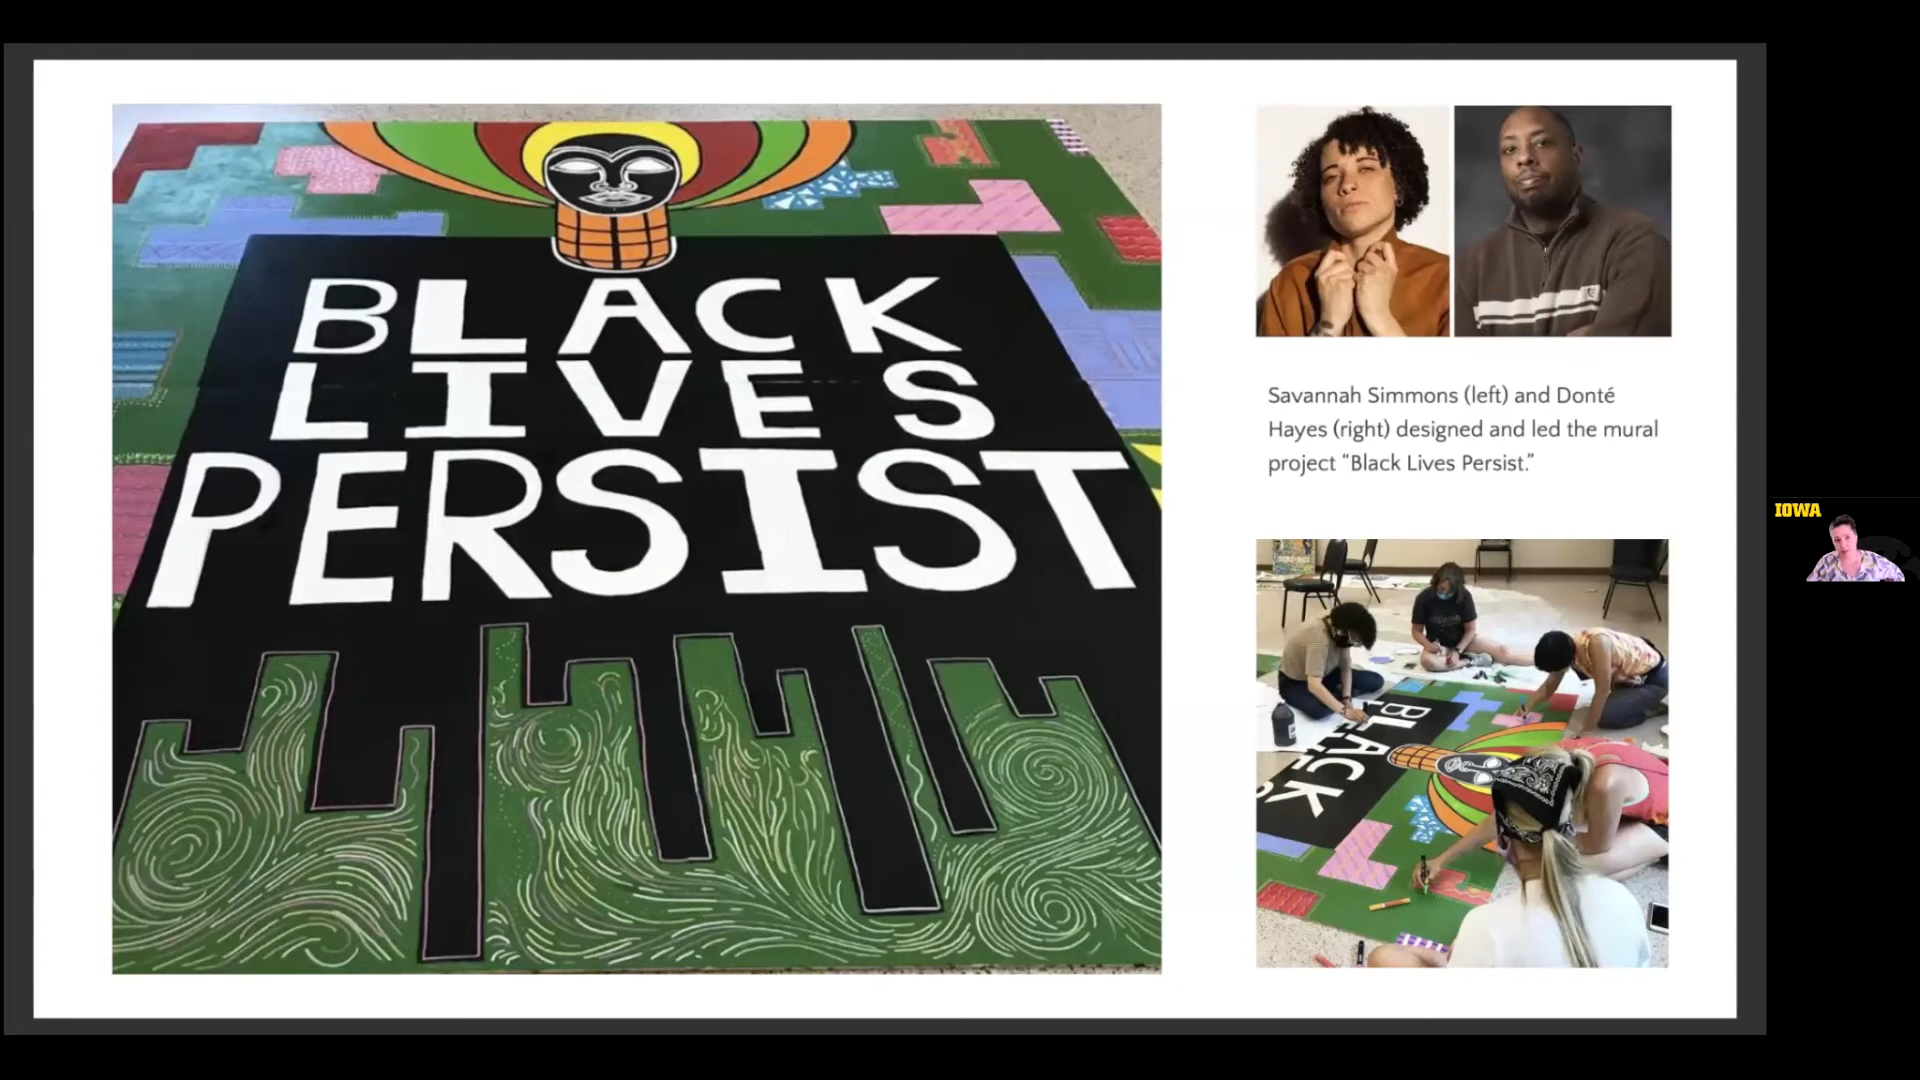 BLACK
LIVES
PERSIST
Savannah Simmons (left) and Donté
Hayes (right) designed and led the mural
project “Black Lives Persist.”
IOWA
BLACK